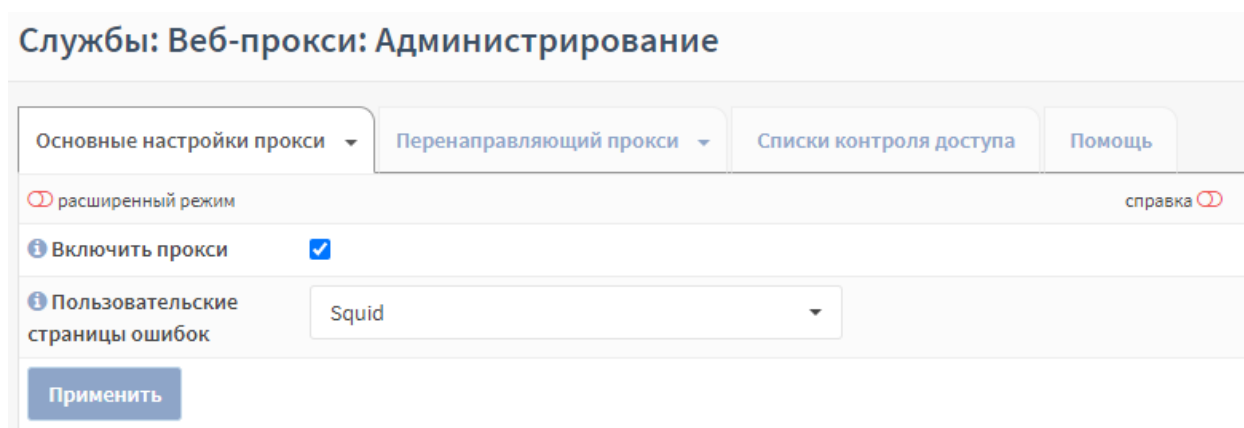 Службы: Веб-прокси: Администрирование
Основные настройки прокси Перенаправляющий прокси Списки контроля доступа Помощь
расширенный режим справка
Включить прокси
Пользовательские Squid
страницы ошибок
Применить